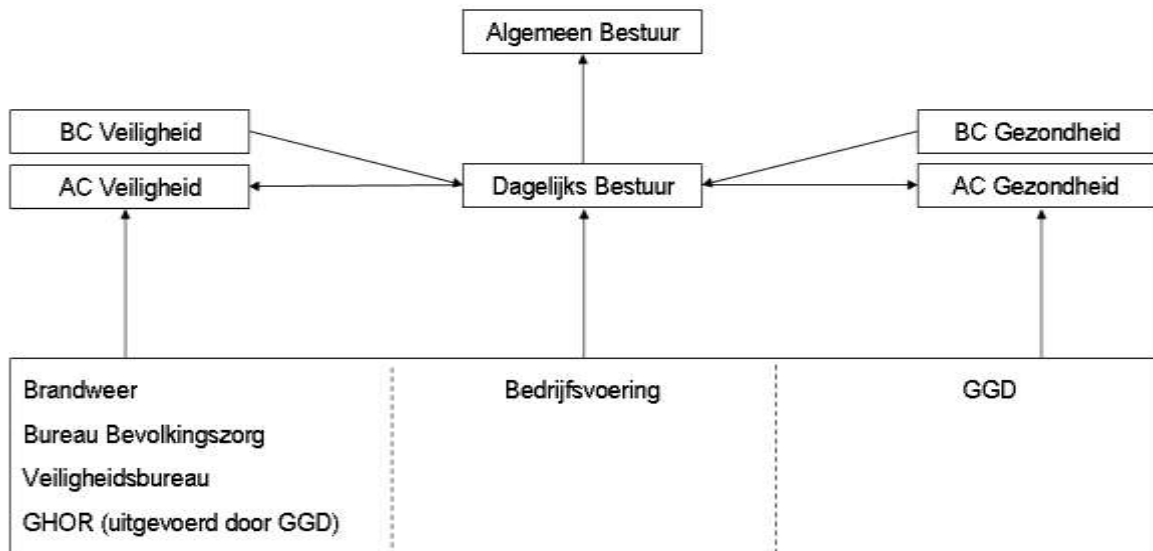 Algemeen Bestuur
BC Veiligheid
BC Gezondheid
AC Veiligheid
Dagelijks Bestuur
AC Gezondheid
Brandweer
Bedrijfsvoering
GGD
Bureau Bevolkingszorg
Veiligheidsbureau
GHOR (uitgevoerd door GGD)